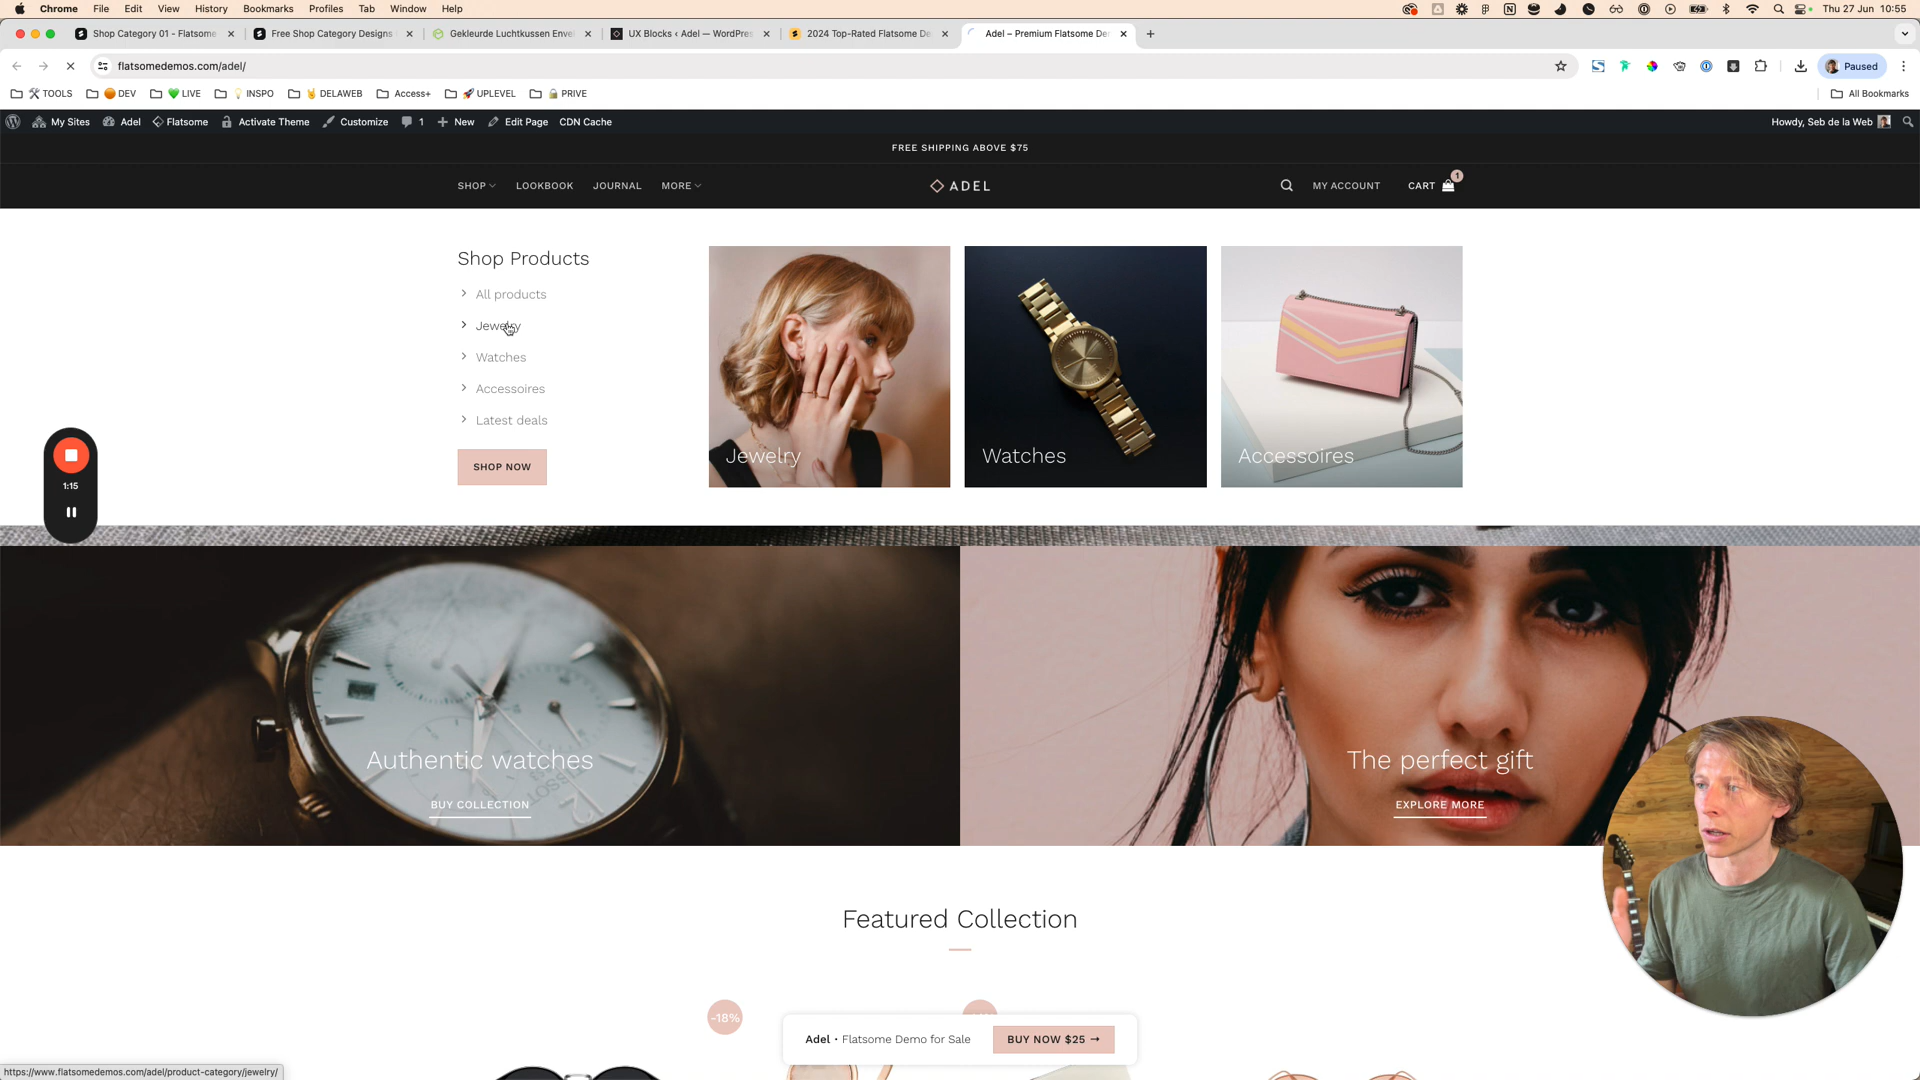 Chrome File Edit View History Bookmarks Profiles Tab Window Help Thu 27 Jun 10:55
Shop Category 01 - Flatsome Free Shop Category Designs Gekleurde Luchtkussen Enve UX Blocks ‹ Adel — WordPres 2024 Top-Rated Flatsome De Adel – Premium Flatsome De
flatsomedemos.com/adel/ Paused
TOOLS DEV LIVE INSPO DELAWEB Access+ UPLEVEL PRIVE All Bookmarks
My Sites Adel Flatsome Activate Theme Customize 1 New Edit Page CDN Cache Howdy, Seb de la Web
FREE SHIPPING ABOVE $75
SHOP LOOKBOOK JOURNAL MORE ADEL MY ACCOUNT CART 1
Shop Products
All products
Jewelry
Watches
Accessoires
Latest deals
SHOP NOW
Jewelry
Watches
Accessoires
1:15
Authentic watches
BUY COLLECTION
The perfect gift
EXPLORE MORE
Featured Collection
-18%
Adel • Flatsome Demo for Sale BUY NOW $25 →
https://www.flatsomedemos.com/adel/product-category/jewelry/